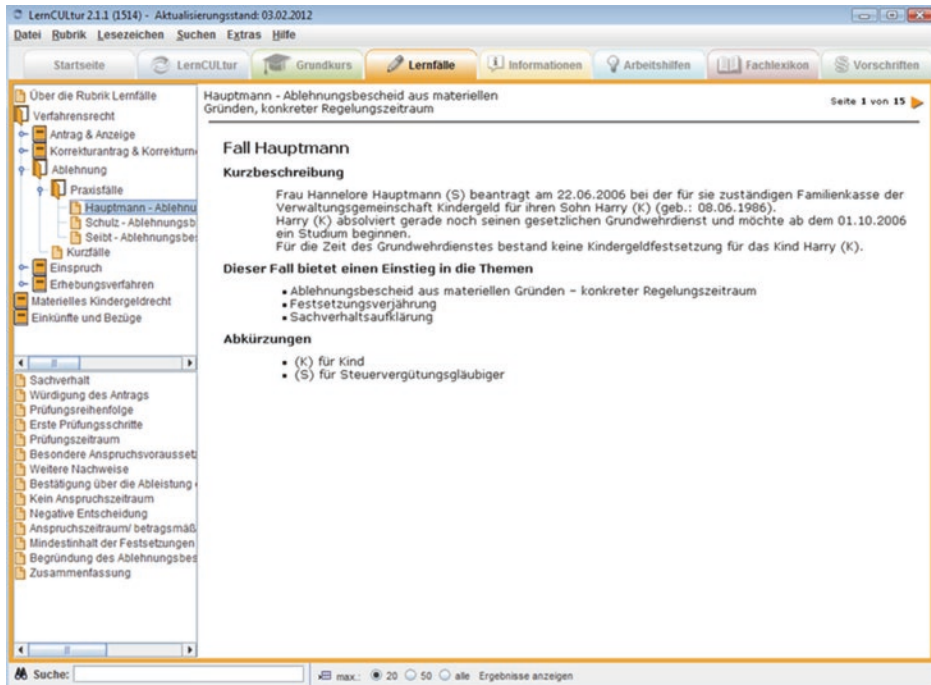 LernCULtur 2.1.1 (1514) - Aktualisierungsstand: 03.02.2012
Datei Rubrik Lesezeichen Suchen Extras Hilfe
Startseite LernCULtur Grundkurs Lernfälle Informationen Arbeitshilfen Fachlexikon Vorschriften
Über die Rubrik Lernfälle
Verfahrensrecht
Antrag & Anzeige
Korrekturantrag & Korrekturn
Ablehnung
Praxisfälle
Hauptmann - Ablehnu
Schulz - Ablehnungsb
Seibt - Ablehnungsbe
Kurzfälle
Einspruch
Erhebungsverfahren
Materielles Kindergeldrecht
Einkünfte und Bezüge
Sachverhalt
Würdigung des Antrags
Prüfungsreihenfolge
Erste Prüfungsschritte
Prüfungszeitraum
Besondere Anspruchsvorausset
Weitere Nachweise
Bestätigung über die Ableistung
Kein Anspruchszeitraum
Negative Entscheidung
Anspruchszeitraum/ betragsmäß
Mindestinhalt der Festsetzungen
Begründung des Ablehnungsbes
Zusammenfassung
Hauptmann - Ablehnungsbescheid aus materiellen
Gründen, konkreter Regelungszeitraum
Seite 1 von 15
Fall Hauptmann
Kurzbeschreibung
Frau Hannelore Hauptmann (S) beantragt am 22.06.2006 bei der für sie zuständigen Familienkasse der
Verwaltungsgemeinschaft Kindergeld für ihren Sohn Harry (K) (geb.: 08.06.1986).
Harry (K) absolviert gerade noch seinen gesetzlichen Grundwehrdienst und möchte ab dem 01.10.2006
ein Studium beginnen.
Für die Zeit des Grundwehrdienstes bestand keine Kindergeldfestsetzung für das Kind Harry (K).
Dieser Fall bietet einen Einstieg in die Themen
▪ Ablehnungsbescheid aus materiellen Gründen – konkreter Regelungszeitraum
▪ Festsetzungsverjährung
▪ Sachverhaltsaufklärung
Abkürzungen
▪ (K) für Kind
▪ (S) für Steuervergütungsgläubiger
Suche: max.: 20 50 alle Ergebnisse anzeigen